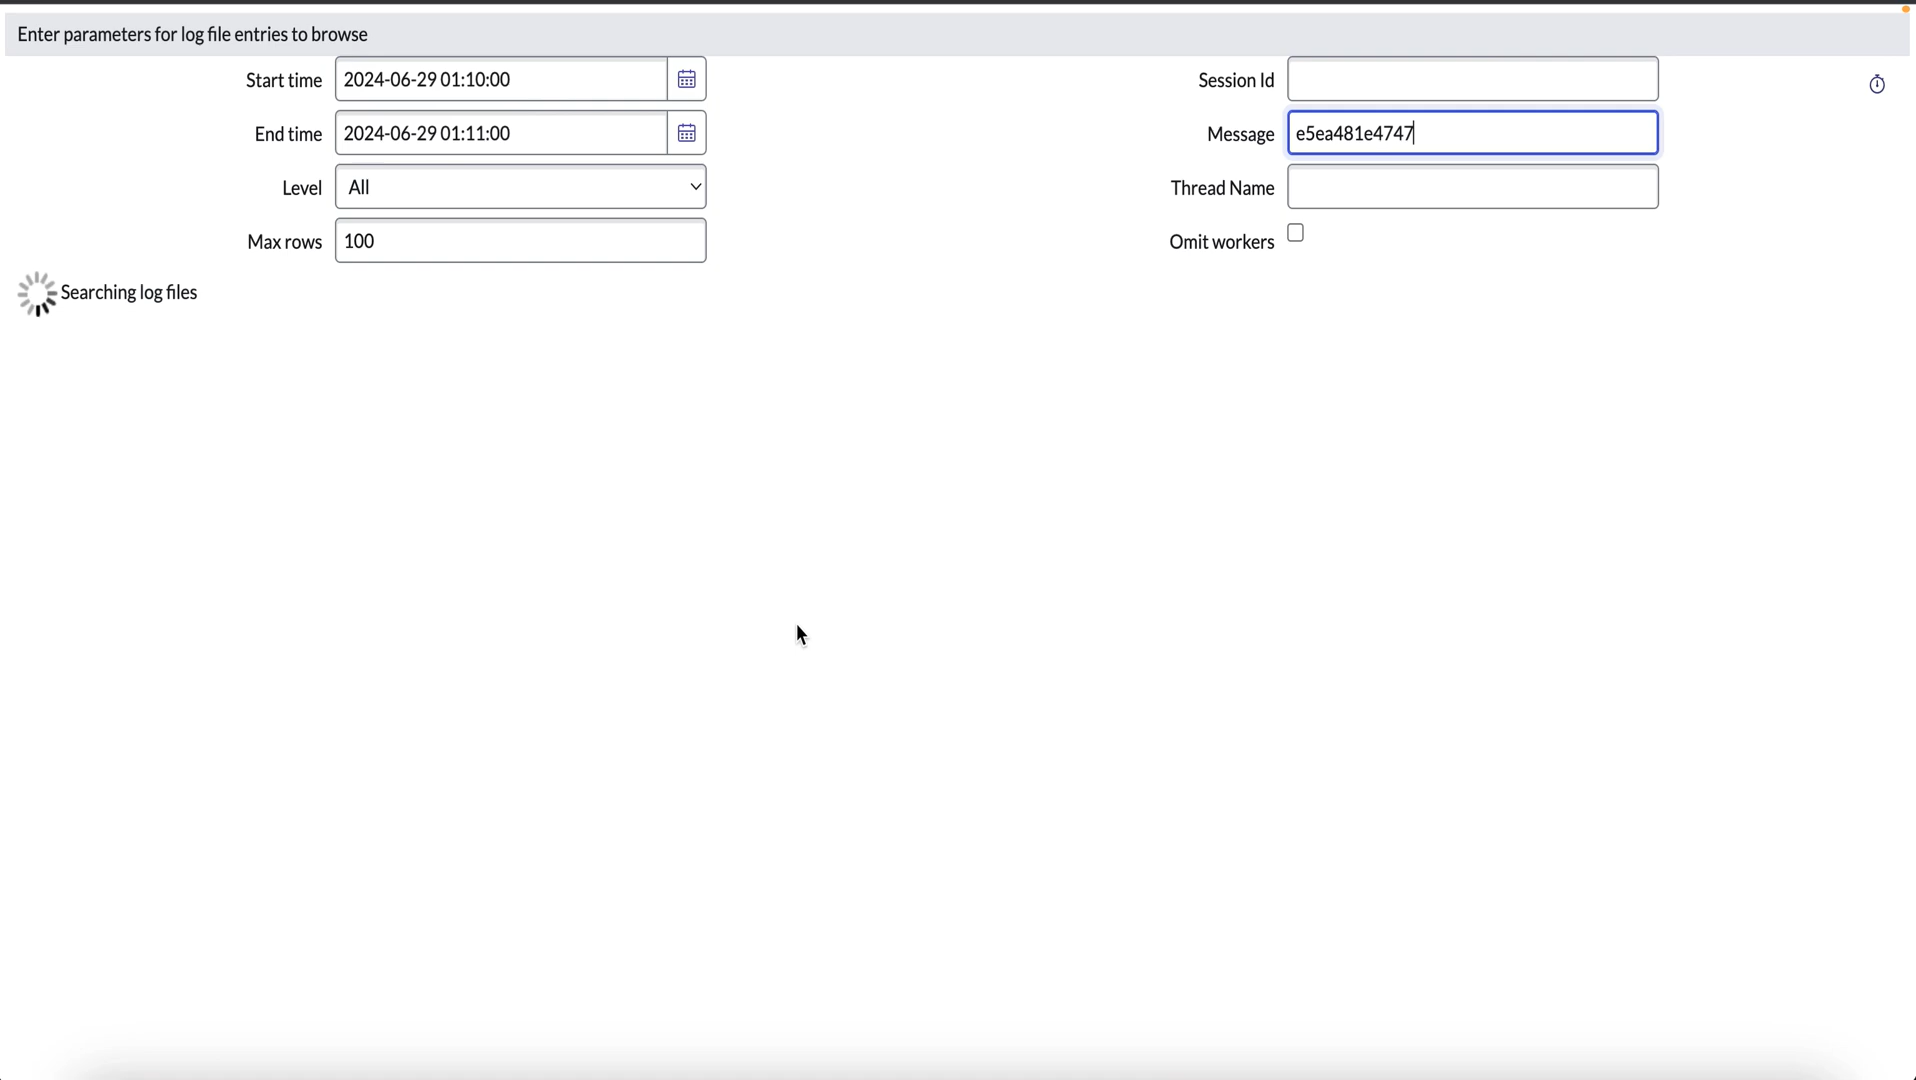 Enter parameters for log file entries to browse
Start time 2024-06-29 01:10:00
Session Id
End time 2024-06-29 01:11:00
Message e5ea481e4747
Level All
Thread Name
Max rows 100
Omit workers
Searching log files